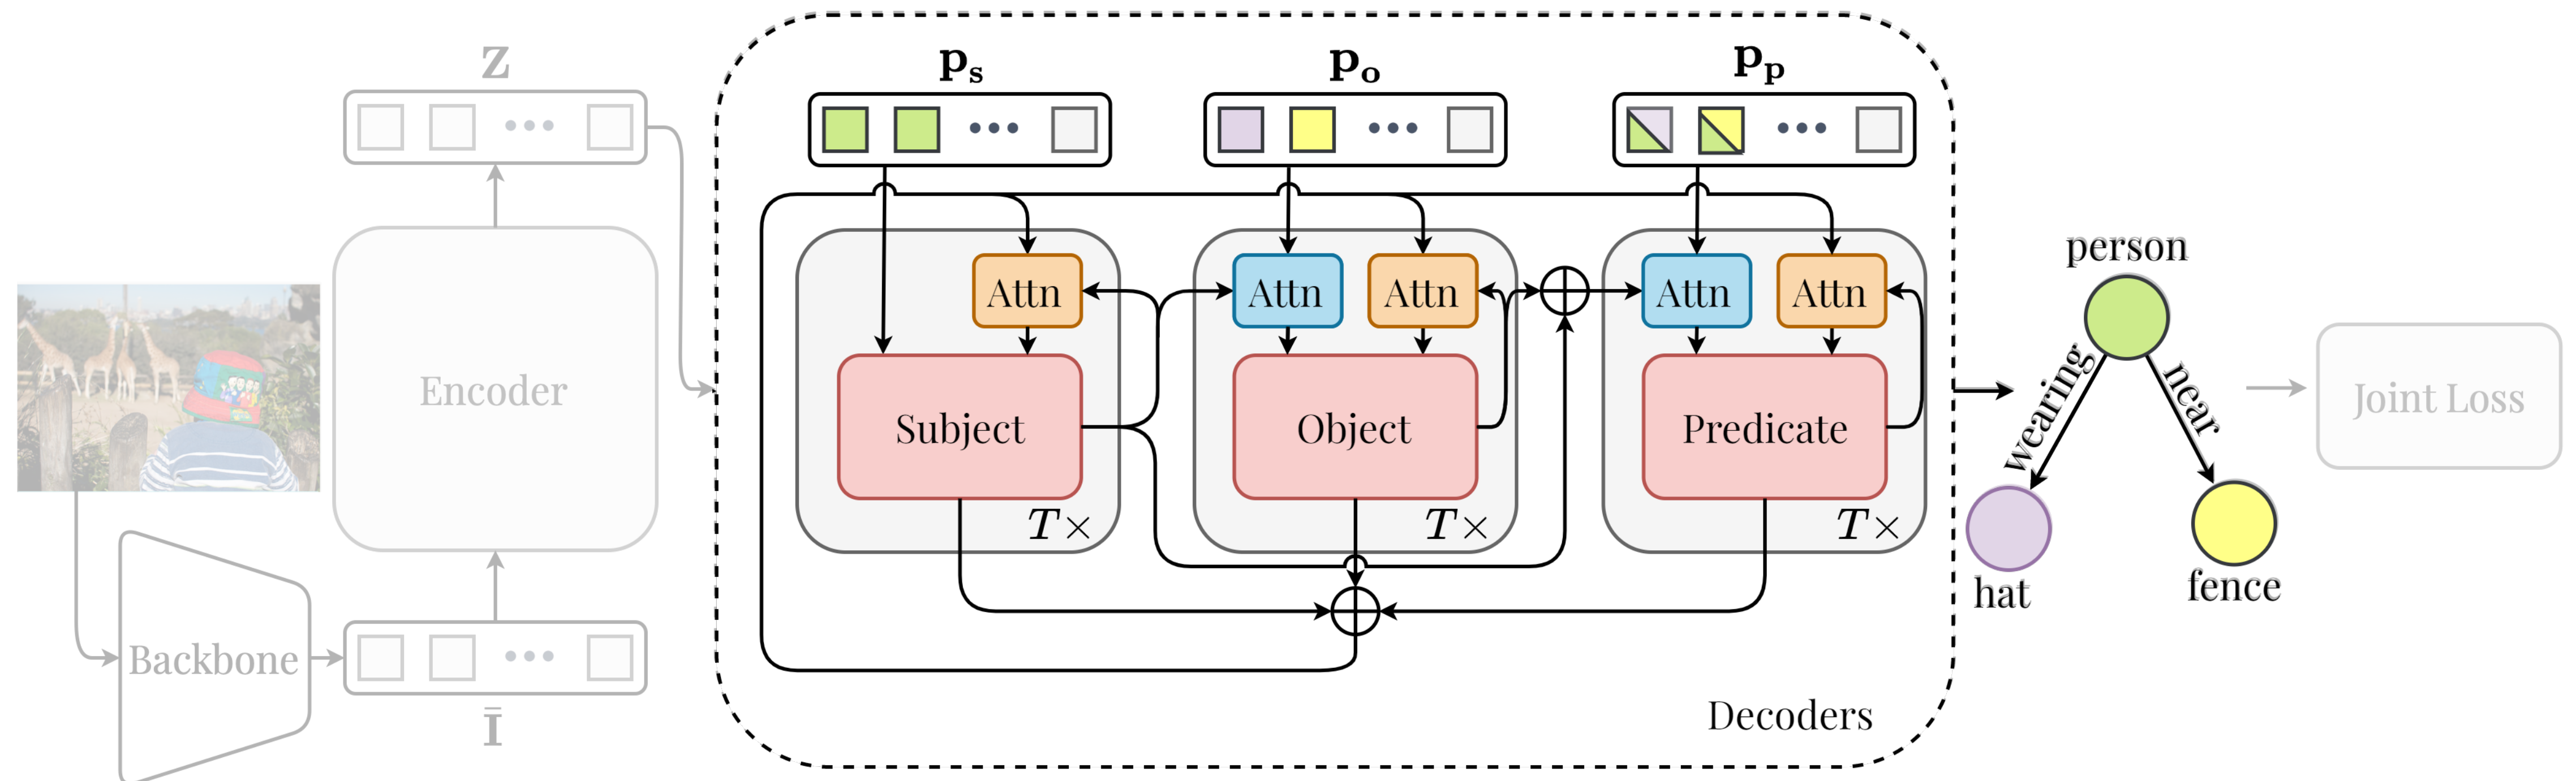 Z
Encoder
Backbone
Ī
p_s
p_o
p_p
Attn
Attn
Attn
Attn
Attn
Subject
Object
Predicate
T×
T×
T×
Decoders
person
wearing
near
hat
fence
Joint Loss